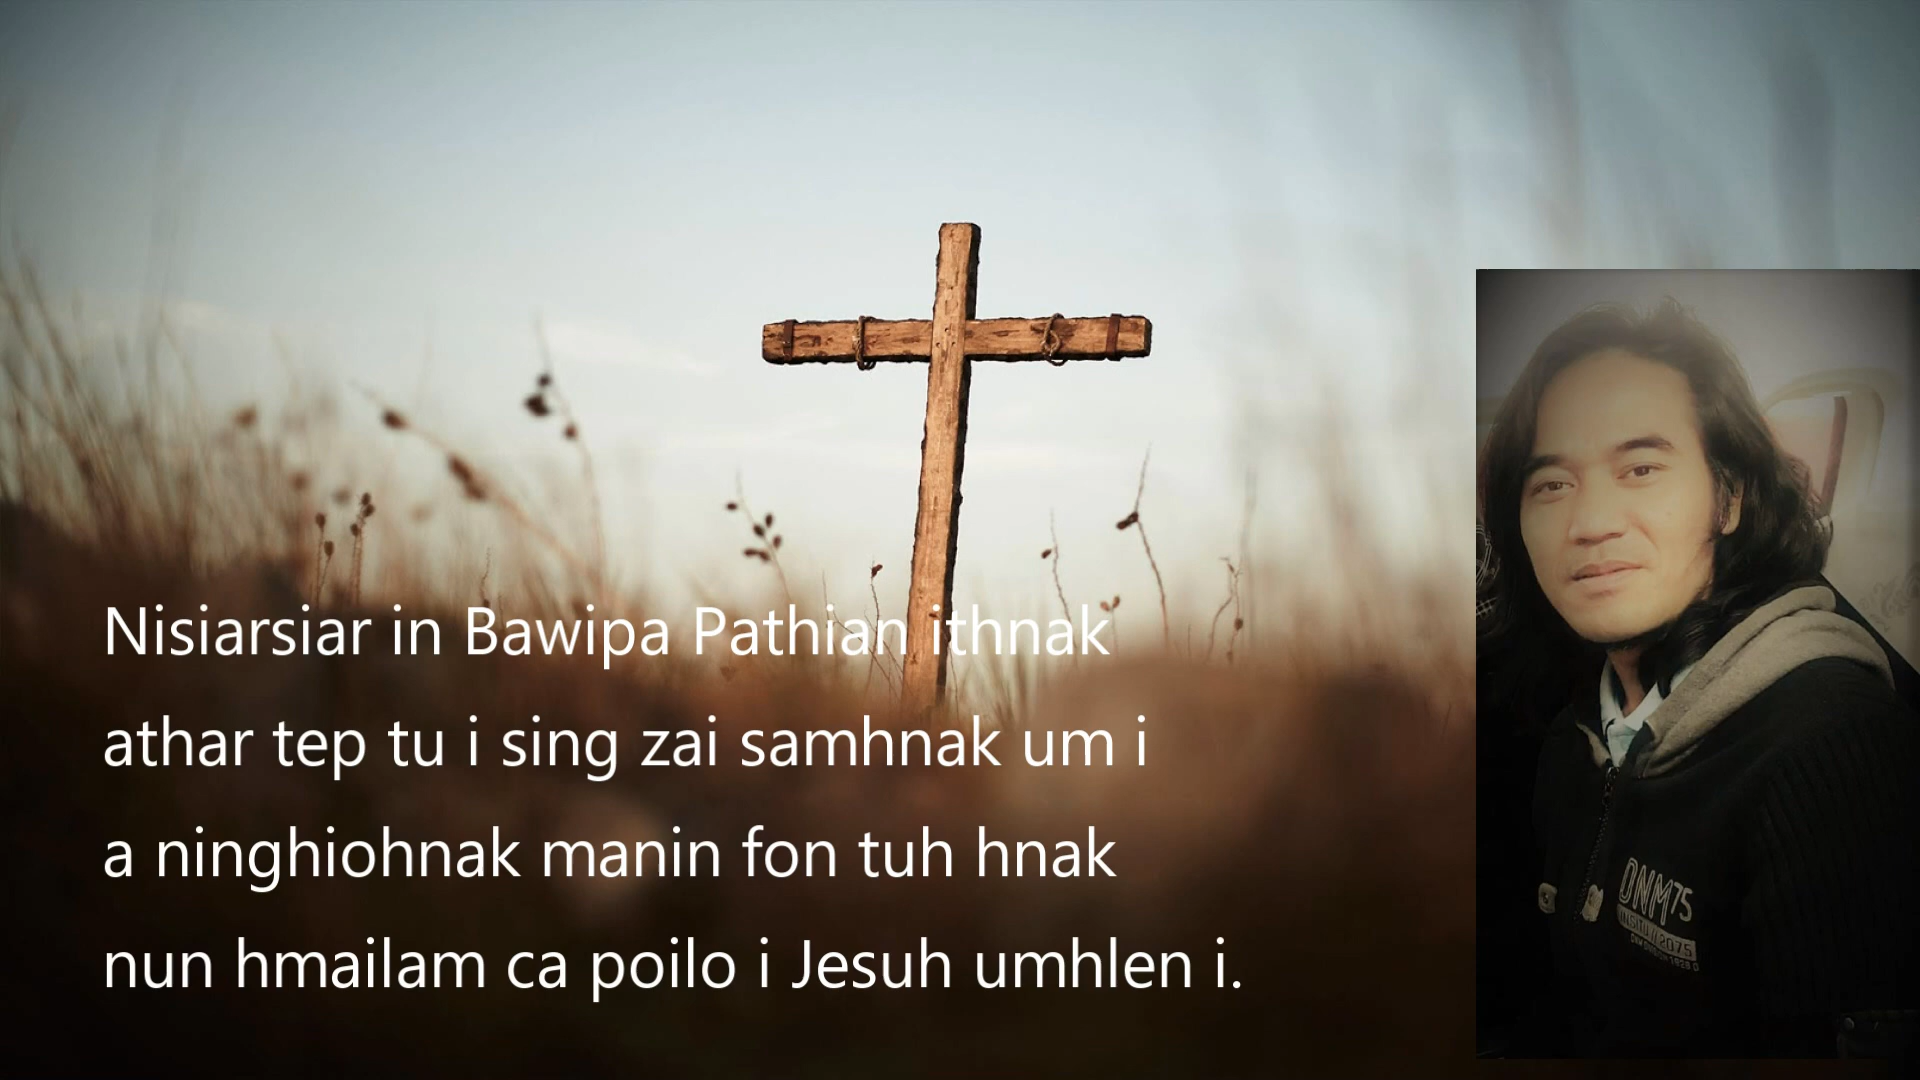 Nisiarsiar in Bawipa Pathian ithnak
athar tep tu i sing zai samhnak um i
a ninghiohnak manin fon tuh hnak
nun hmailam ca poilo i Jesuh umhlen i.
DNM75